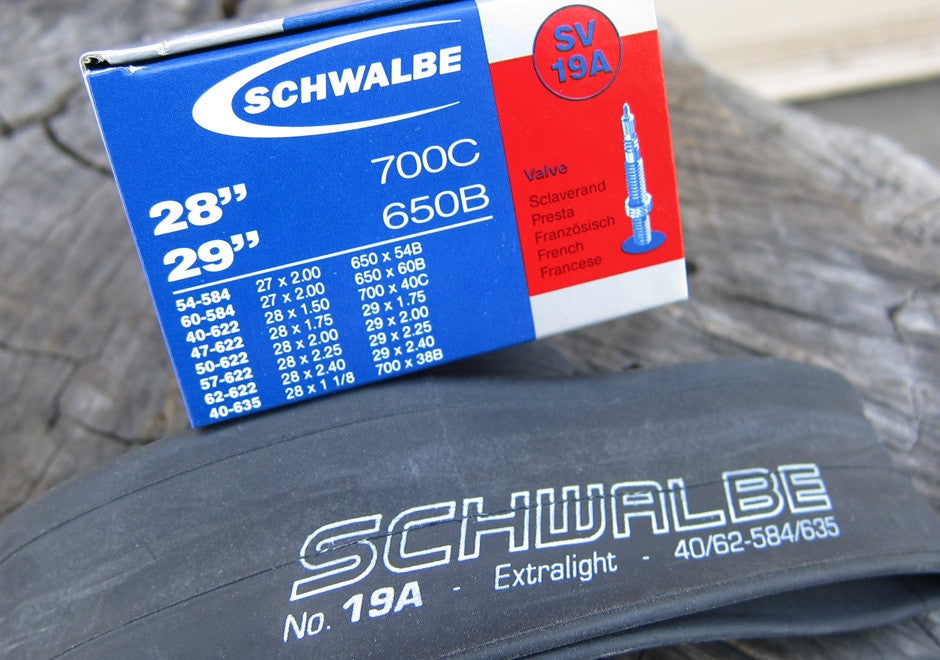 SCHWALBE
SV
19A
700C
650B
28”
29”
Valve
Sclaverand
Presta
Französisch
French
Francese
54-584 27 x 2.00 650 x 54B
60-584 27 x 2.00 650 x 60B
40-622 28 x 1.50 700 x 40C
47-622 28 x 1.75 29 x 1.75
50-622 28 x 2.00 29 x 2.00
57-622 28 x 2.25 29 x 2.25
62-622 28 x 2.40 29 x 2.40
40-635 28 x 1 1/8 700 x 38B
SCHWALBE
No. 19A - Extralight - 40/62-584/635